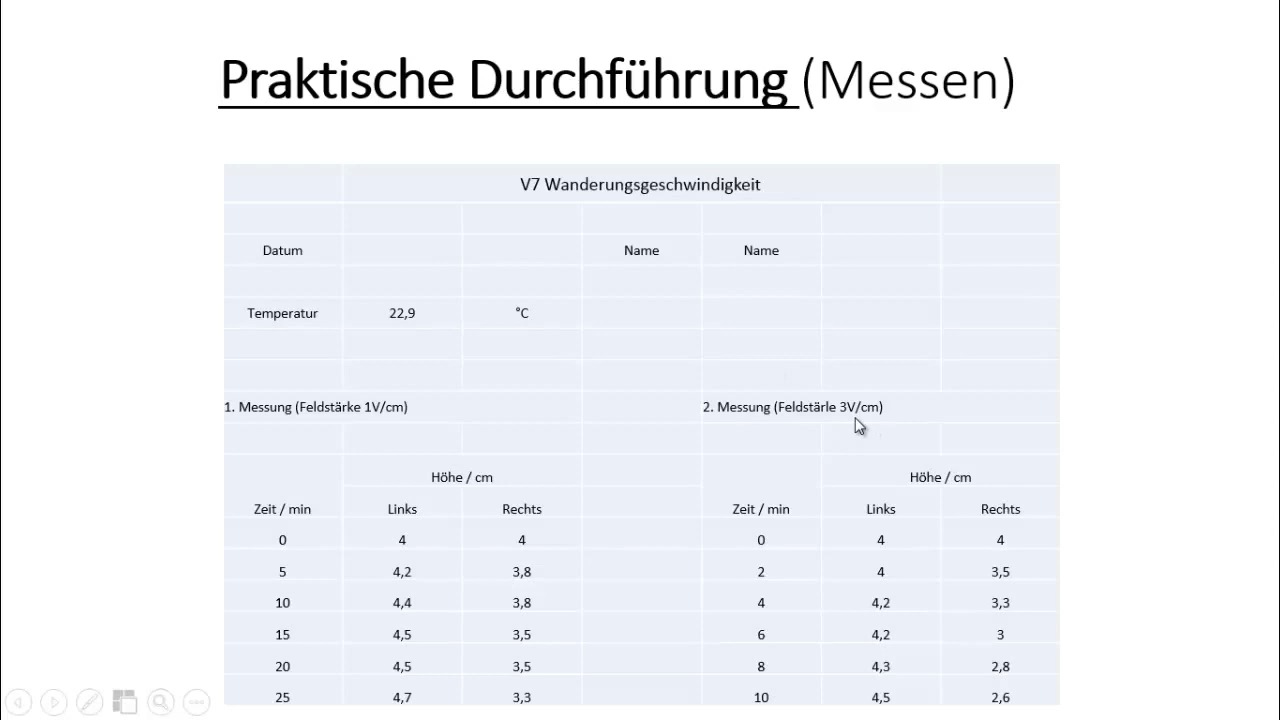 Praktische Durchführung (Messen)
V7 Wanderungsgeschwindigkeit
Datum Name Name
Temperatur 22,9 °C
1. Messung (Feldstärke 1V/cm) 2. Messung (Feldstärle 3V/cm)
Höhe / cm Höhe / cm
Zeit / min Links Rechts Zeit / min Links Rechts
0 4 4 0 4 4
5 4,2 3,8 2 4 3,5
10 4,4 3,8 4 4,2 3,3
15 4,5 3,5 6 4,2 3
20 4,5 3,5 8 4,3 2,8
25 4,7 3,3 10 4,5 2,6